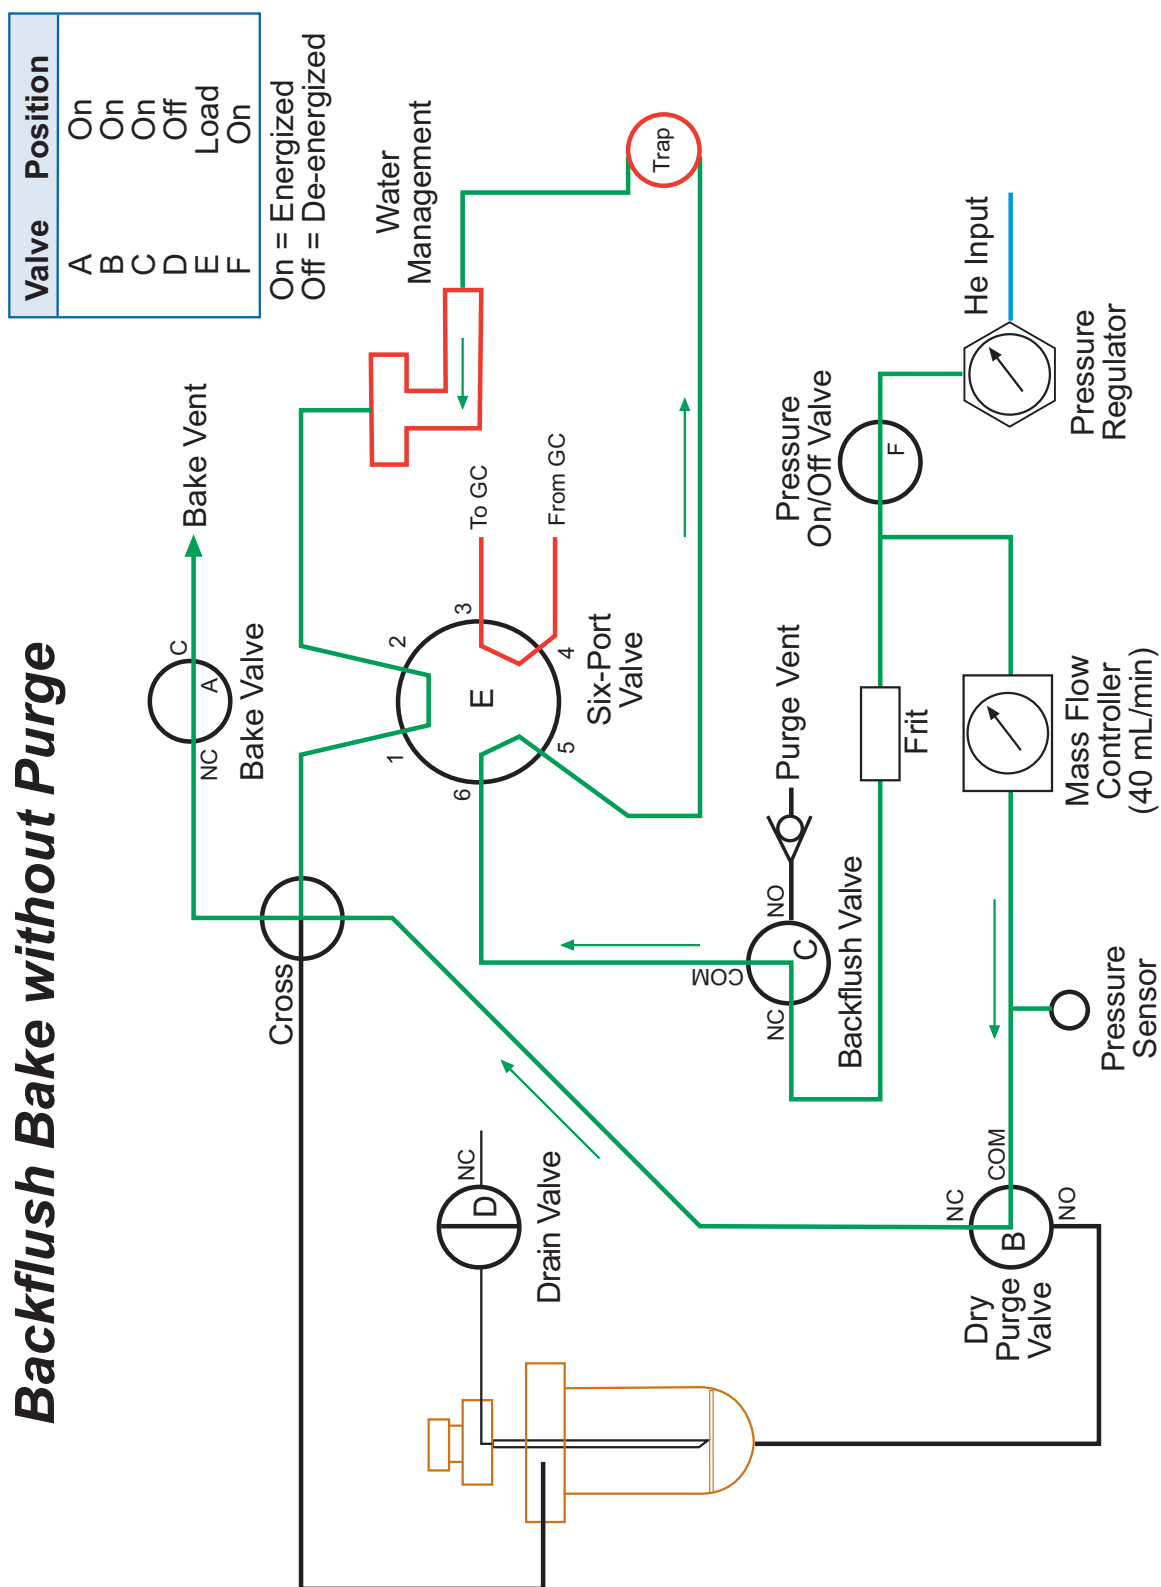 Backflush Bake without Purge
Valve Position
A On
B On
C On
D Off
E Load
F On
On = Energized
Off = De-energized
Bake Vent
NC
C
A
Bake Valve
Water
Management
Trap
Cross
1
2
3
4
5
6
E
To GC
From GC
Six-Port
Valve
NC
D
Drain Valve
COM
NC
NO
C
Purge Vent
Backflush Valve
Frit
Pressure
On/Off Valve
F
He Input
Pressure
Regulator
NC
COM
NO
B
Dry
Purge
Valve
Mass Flow
Controller
(40 mL/min)
Pressure
Sensor